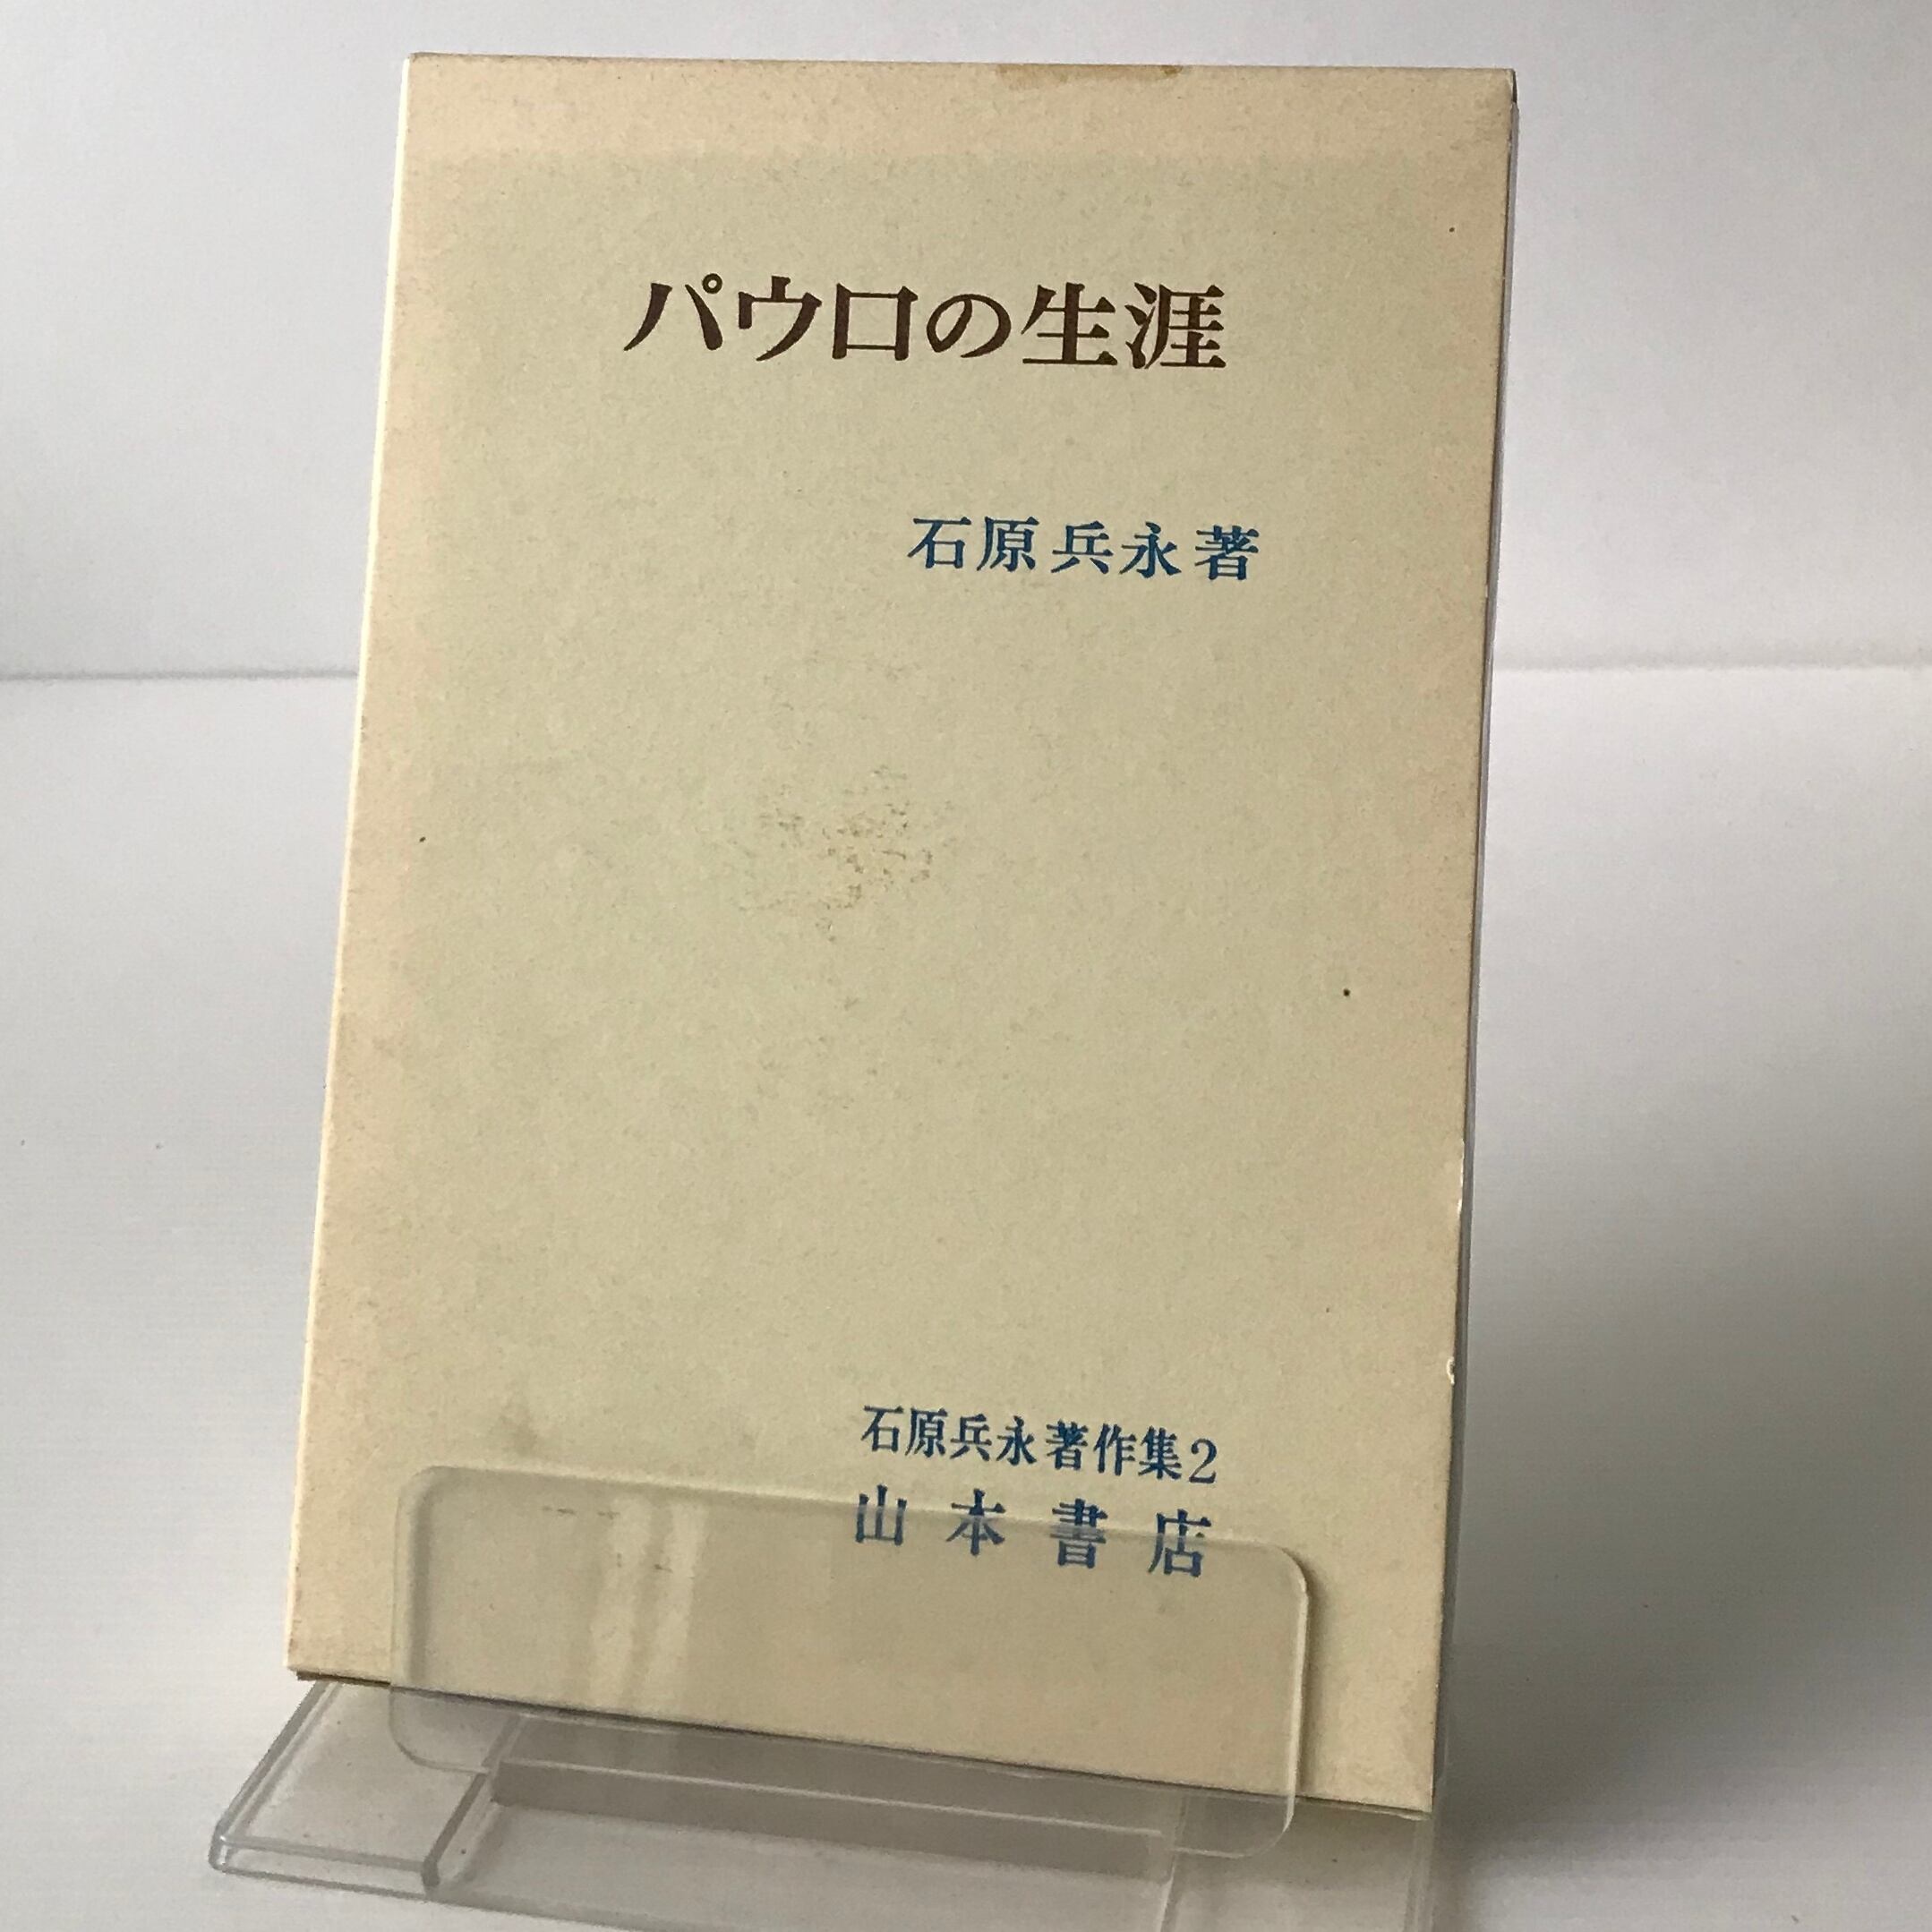 パウロの生涯
石原兵永著
石原兵永著作集2
山本書店